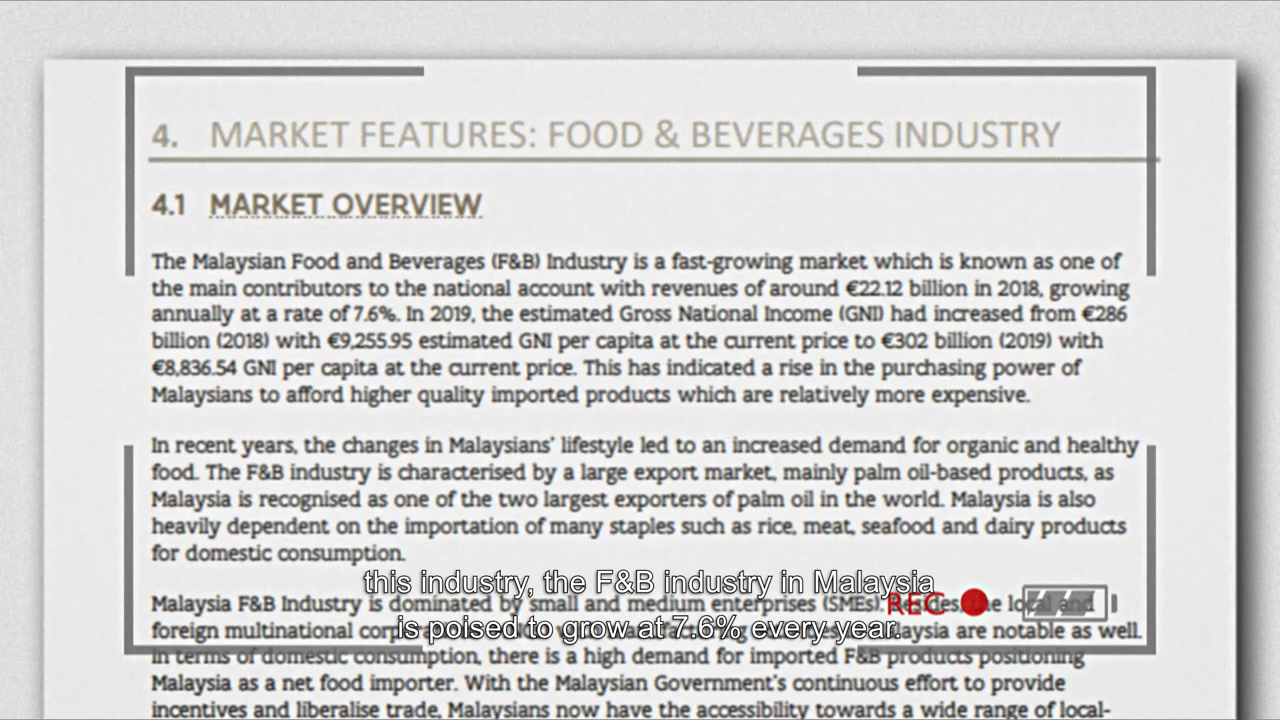 4. MARKET FEATURES: FOOD & BEVERAGES INDUSTRY
4.1 MARKET OVERVIEW
The Malaysian Food and Beverages (F&B) Industry is a fast-growing market which is known as one of
the main contributors to the national account with revenues of around €22.12 billion in 2018, growing
annually at a rate of 7.6%. In 2019, the estimated Gross National Income (GNI) had increased from €286
billion (2018) with €9,255.95 estimated GNI per capita at the current price to €302 billion (2019) with
€8,836.54 GNI per capita at the current price. This has indicated a rise in the purchasing power of
Malaysians to afford higher quality imported products which are relatively more expensive.
In recent years, the changes in Malaysians' lifestyle led to an increased demand for organic and healthy
food. The F&B industry is characterised by a large export market, mainly palm oil-based products, as
Malaysia is recognised as one of the two largest exporters of palm oil in the world. Malaysia is also
heavily dependent on the importation of many staples such as rice, meat, seafood and dairy products
for domestic consumption.
this industry, the F&B industry in Malaysia
Malaysia F&B Industry is dominated by small and medium enterprises (SMEs). Besides, the local and
REC
is poised to grow at 7.6% every year.
foreign multinational are notable as well.
In terms of domestic consumption, there is a high demand for imported F&B products positioning
Malaysia as a net food importer. With the Malaysian Government's continuous effort to provide
incentives and liberalise trade, Malaysians now have the accessibility towards a wide range of local-